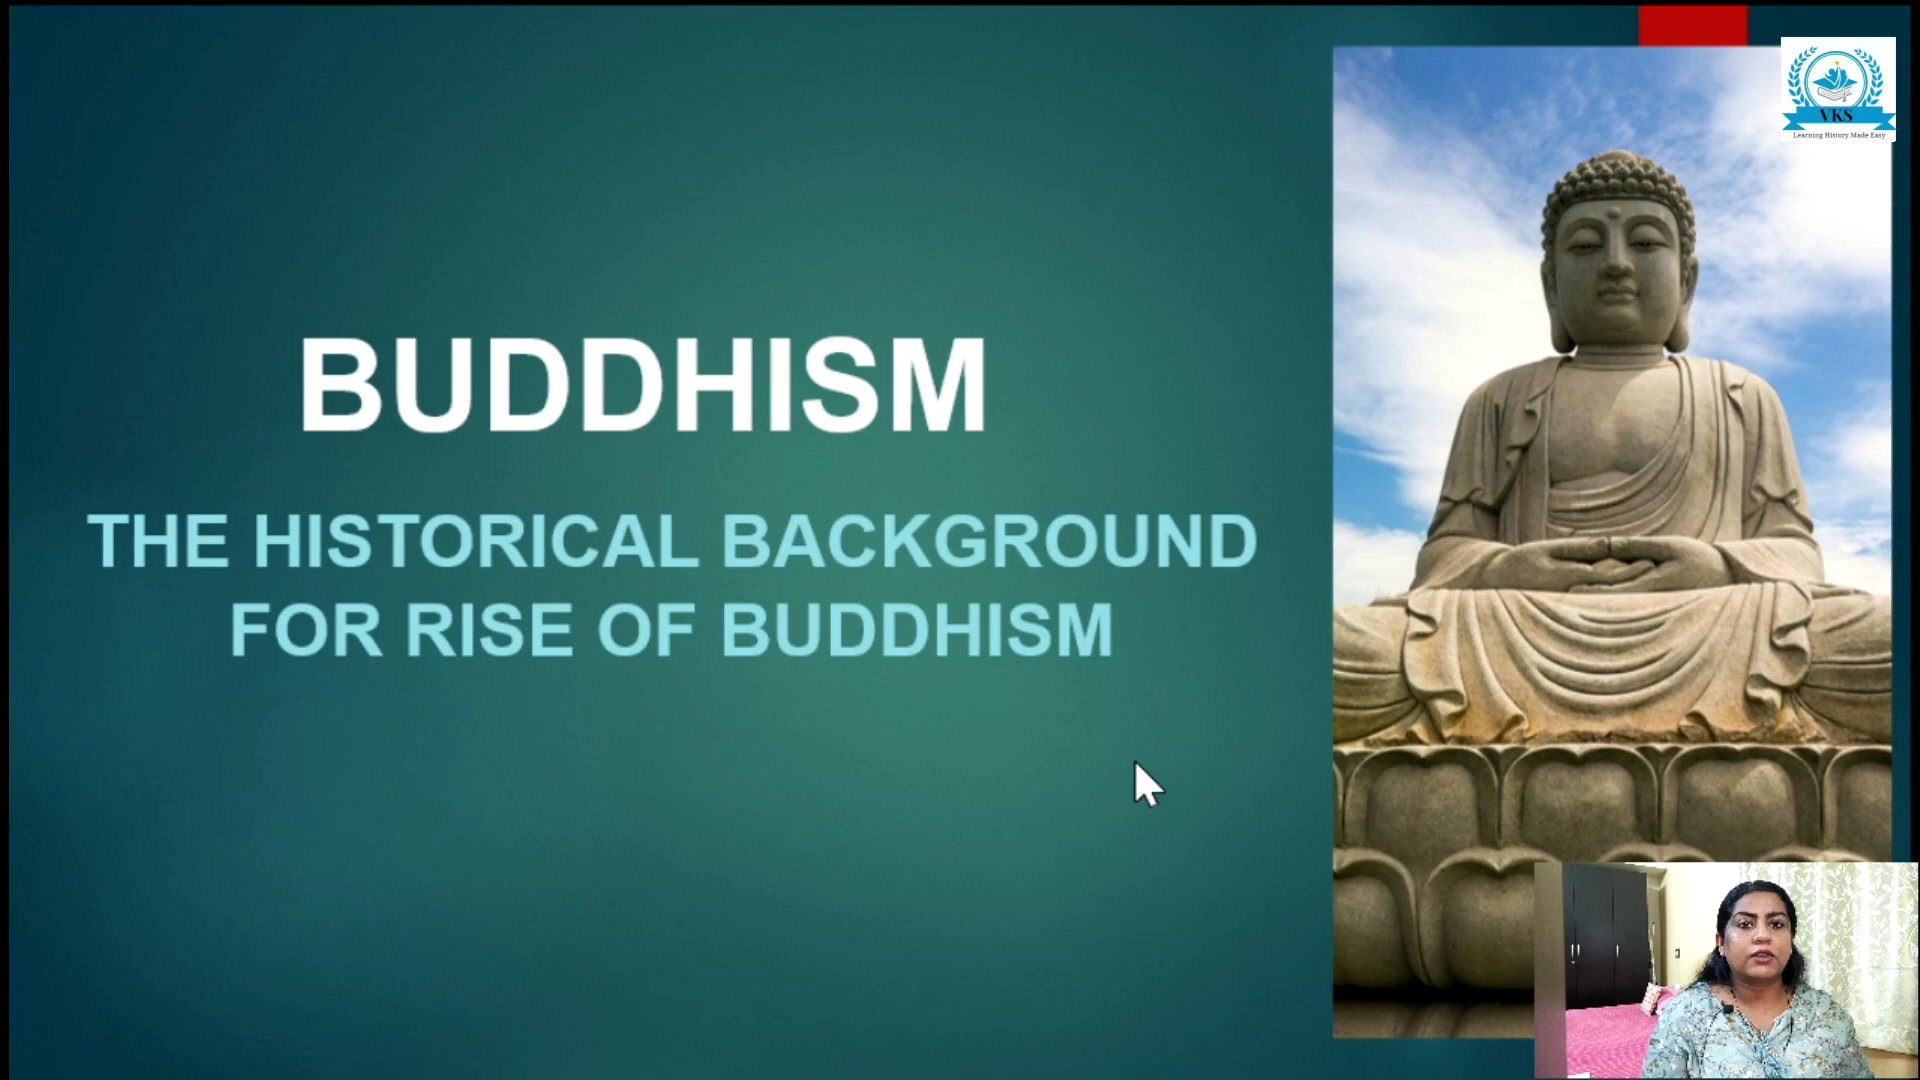 VKS
Learning History Made Easy
BUDDHISM
THE HISTORICAL BACKGROUND
FOR RISE OF BUDDHISM